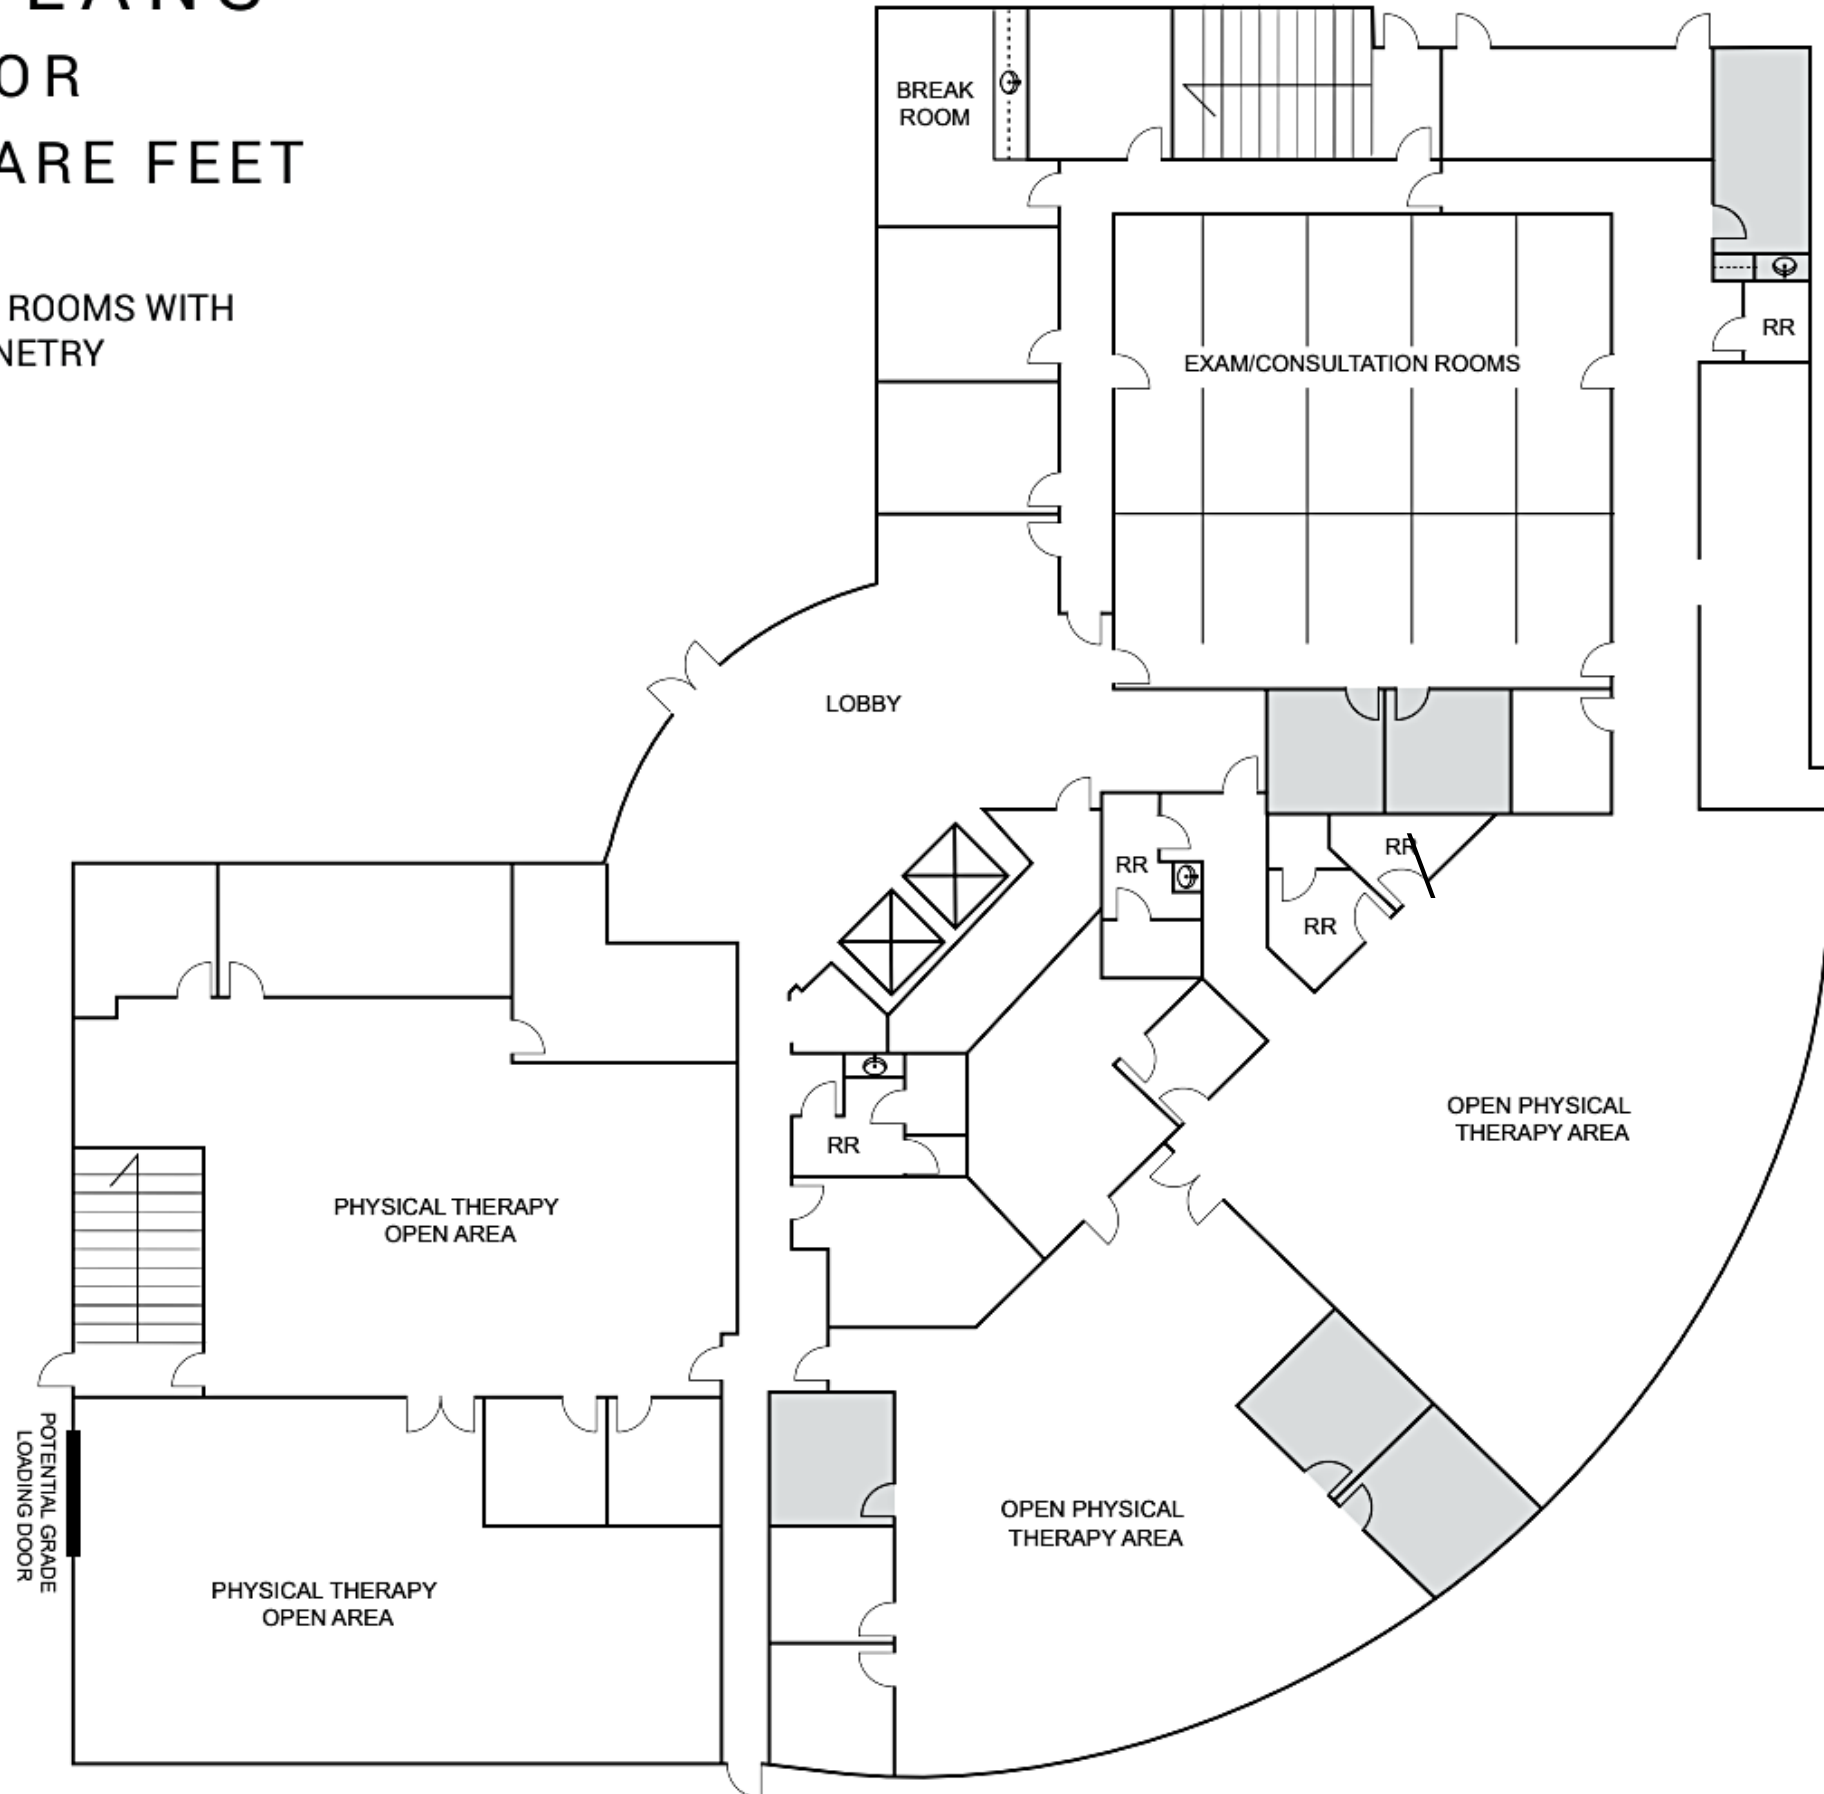 OR
ARE FEET
ROOMS WITH
NETRY
BREAK
ROOM
EXAM/CONSULTATION ROOMS
RR
LOBBY
RR
RR
RR
RR
OPEN PHYSICAL
THERAPY AREA
PHYSICAL THERAPY
OPEN AREA
POTENTIAL GRADE
LOADING DOOR
OPEN PHYSICAL
THERAPY AREA
PHYSICAL THERAPY
OPEN AREA